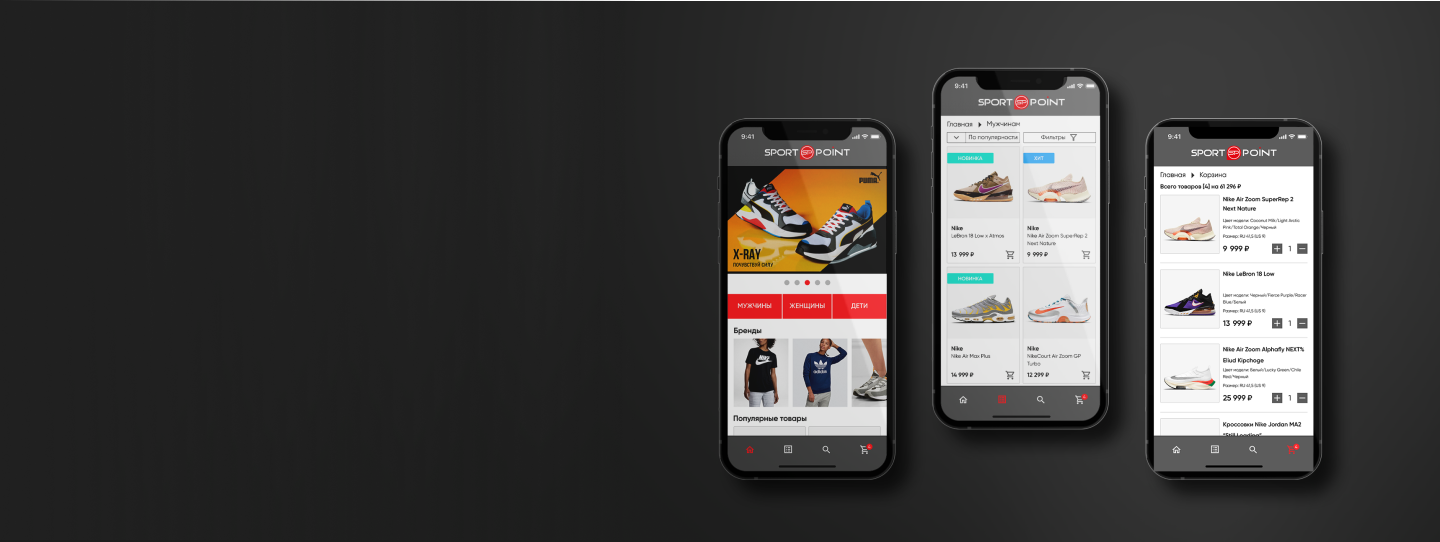 9:41
SPORT SP POINT
PUMA
X-RAY
ПОЧУВСТВУЙ СИЛУ
МУЖЧИНЫ
ЖЕНЩИНЫ
ДЕТИ
Бренды
NIKE
adidas
Популярные товары
4
9:41
SPORT SP POINT
Главная Мужчинам
По популярности
Фильтры
НОВИНКА
ХИТ
Nike
LeBron 18 Low x Atmos
13 999 ₽
Nike
Nike Air Zoom SuperRep 2
Next Nature
9 999 ₽
НОВИНКА
Nike
Nike Air Max Plus
14 999 ₽
Nike
NikeCourt Air Zoom GP
Turbo
12 299 ₽
4
9:41
SPORT SP POINT
Главная Корзина
Всего товаров [4] на 61 296 ₽
Nike Air Zoom SuperRep 2
Next Nature
Цвет модели: Coconut Milk/Light Arctic
Pink/Total Orange/Черный
Размер: RU 41,5 (US 9)
9 999 ₽
+ 1 −
Nike LeBron 18 Low
Цвет модели: Черный/Fierce Purple/Racer
Blue/Белый
Размер: RU 41,5 (US 9)
13 999 ₽
+ 1 −
Nike Air Zoom Alphafly NEXT%
Eliud Kipchoge
Цвет модели: Белый/Lucky Green/Chile
Red/Черный
Размер: RU 41,5 (US 9)
25 999 ₽
+ 1 −
Кроссовки Nike Jordan MA2
"Still Loading"
4